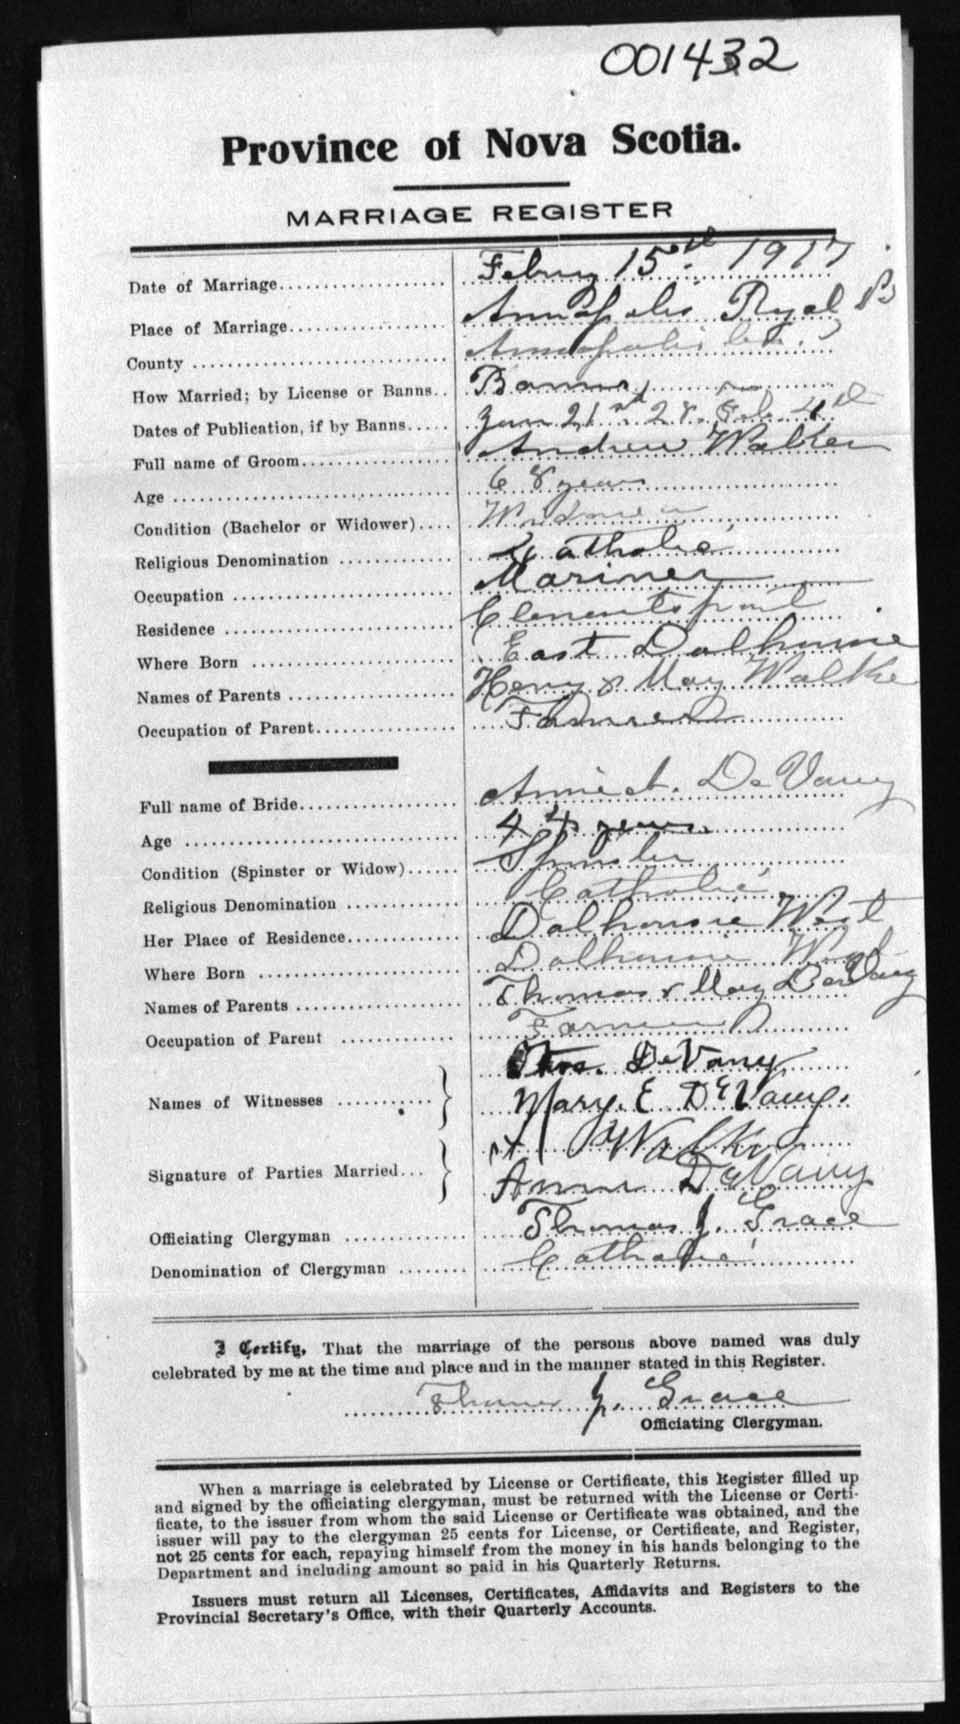 001432
Province of Nova Scotia.
MARRIAGE REGISTER
Date of Marriage Februy 15th 1917
Place of Marriage Annapolis Royal
County Annapolis Co.
How Married; by License or Banns Banns
Dates of Publication, if by Banns Jan 21st 28. Feb. 4th
Full name of Groom Andrew Walker
Age 68 years
Condition (Bachelor or Widower) Widower
Religious Denomination Catholic
Occupation Mariner
Residence Clementsport
Where Born East Dalhousie
Names of Parents Henry & May Walke
Occupation of Parent Farmer
Full name of Bride Annie DeVany
Age 44 years
Condition (Spinster or Widow) Spinster
Religious Denomination Catholic
Her Place of Residence Dalhousie West
Where Born Dalhousie West
Names of Parents Thomas & May DeVany
Occupation of Parent Farmer
Names of Witnesses Thos. DeVany
Mary. E DeVany.
Signature of Parties Married A Walker
Annie DeVany
Officiating Clergyman Thomas J. Grace
Denomination of Clergyman Catholic
I Certify, That the marriage of the persons above named was duly
celebrated by me at the time and place and in the manner stated in this Register.
Thomas J. Grace
Officiating Clergyman.
When a marriage is celebrated by License or Certificate, this Register filled up
and signed by the officiating clergyman, must be returned with the License or Certi-
ficate, to the issuer from whom the said License or Certificate was obtained, and the
issuer will pay to the clergyman 25 cents for License, or Certificate, and Register,
not 25 cents for each, repaying himself from the money in his hands belonging to the
Department and including amount so paid in his Quarterly Returns.
Issuers must return all Licenses, Certificates, Affidavits and Registers to the
Provincial Secretary's Office, with their Quarterly Accounts.